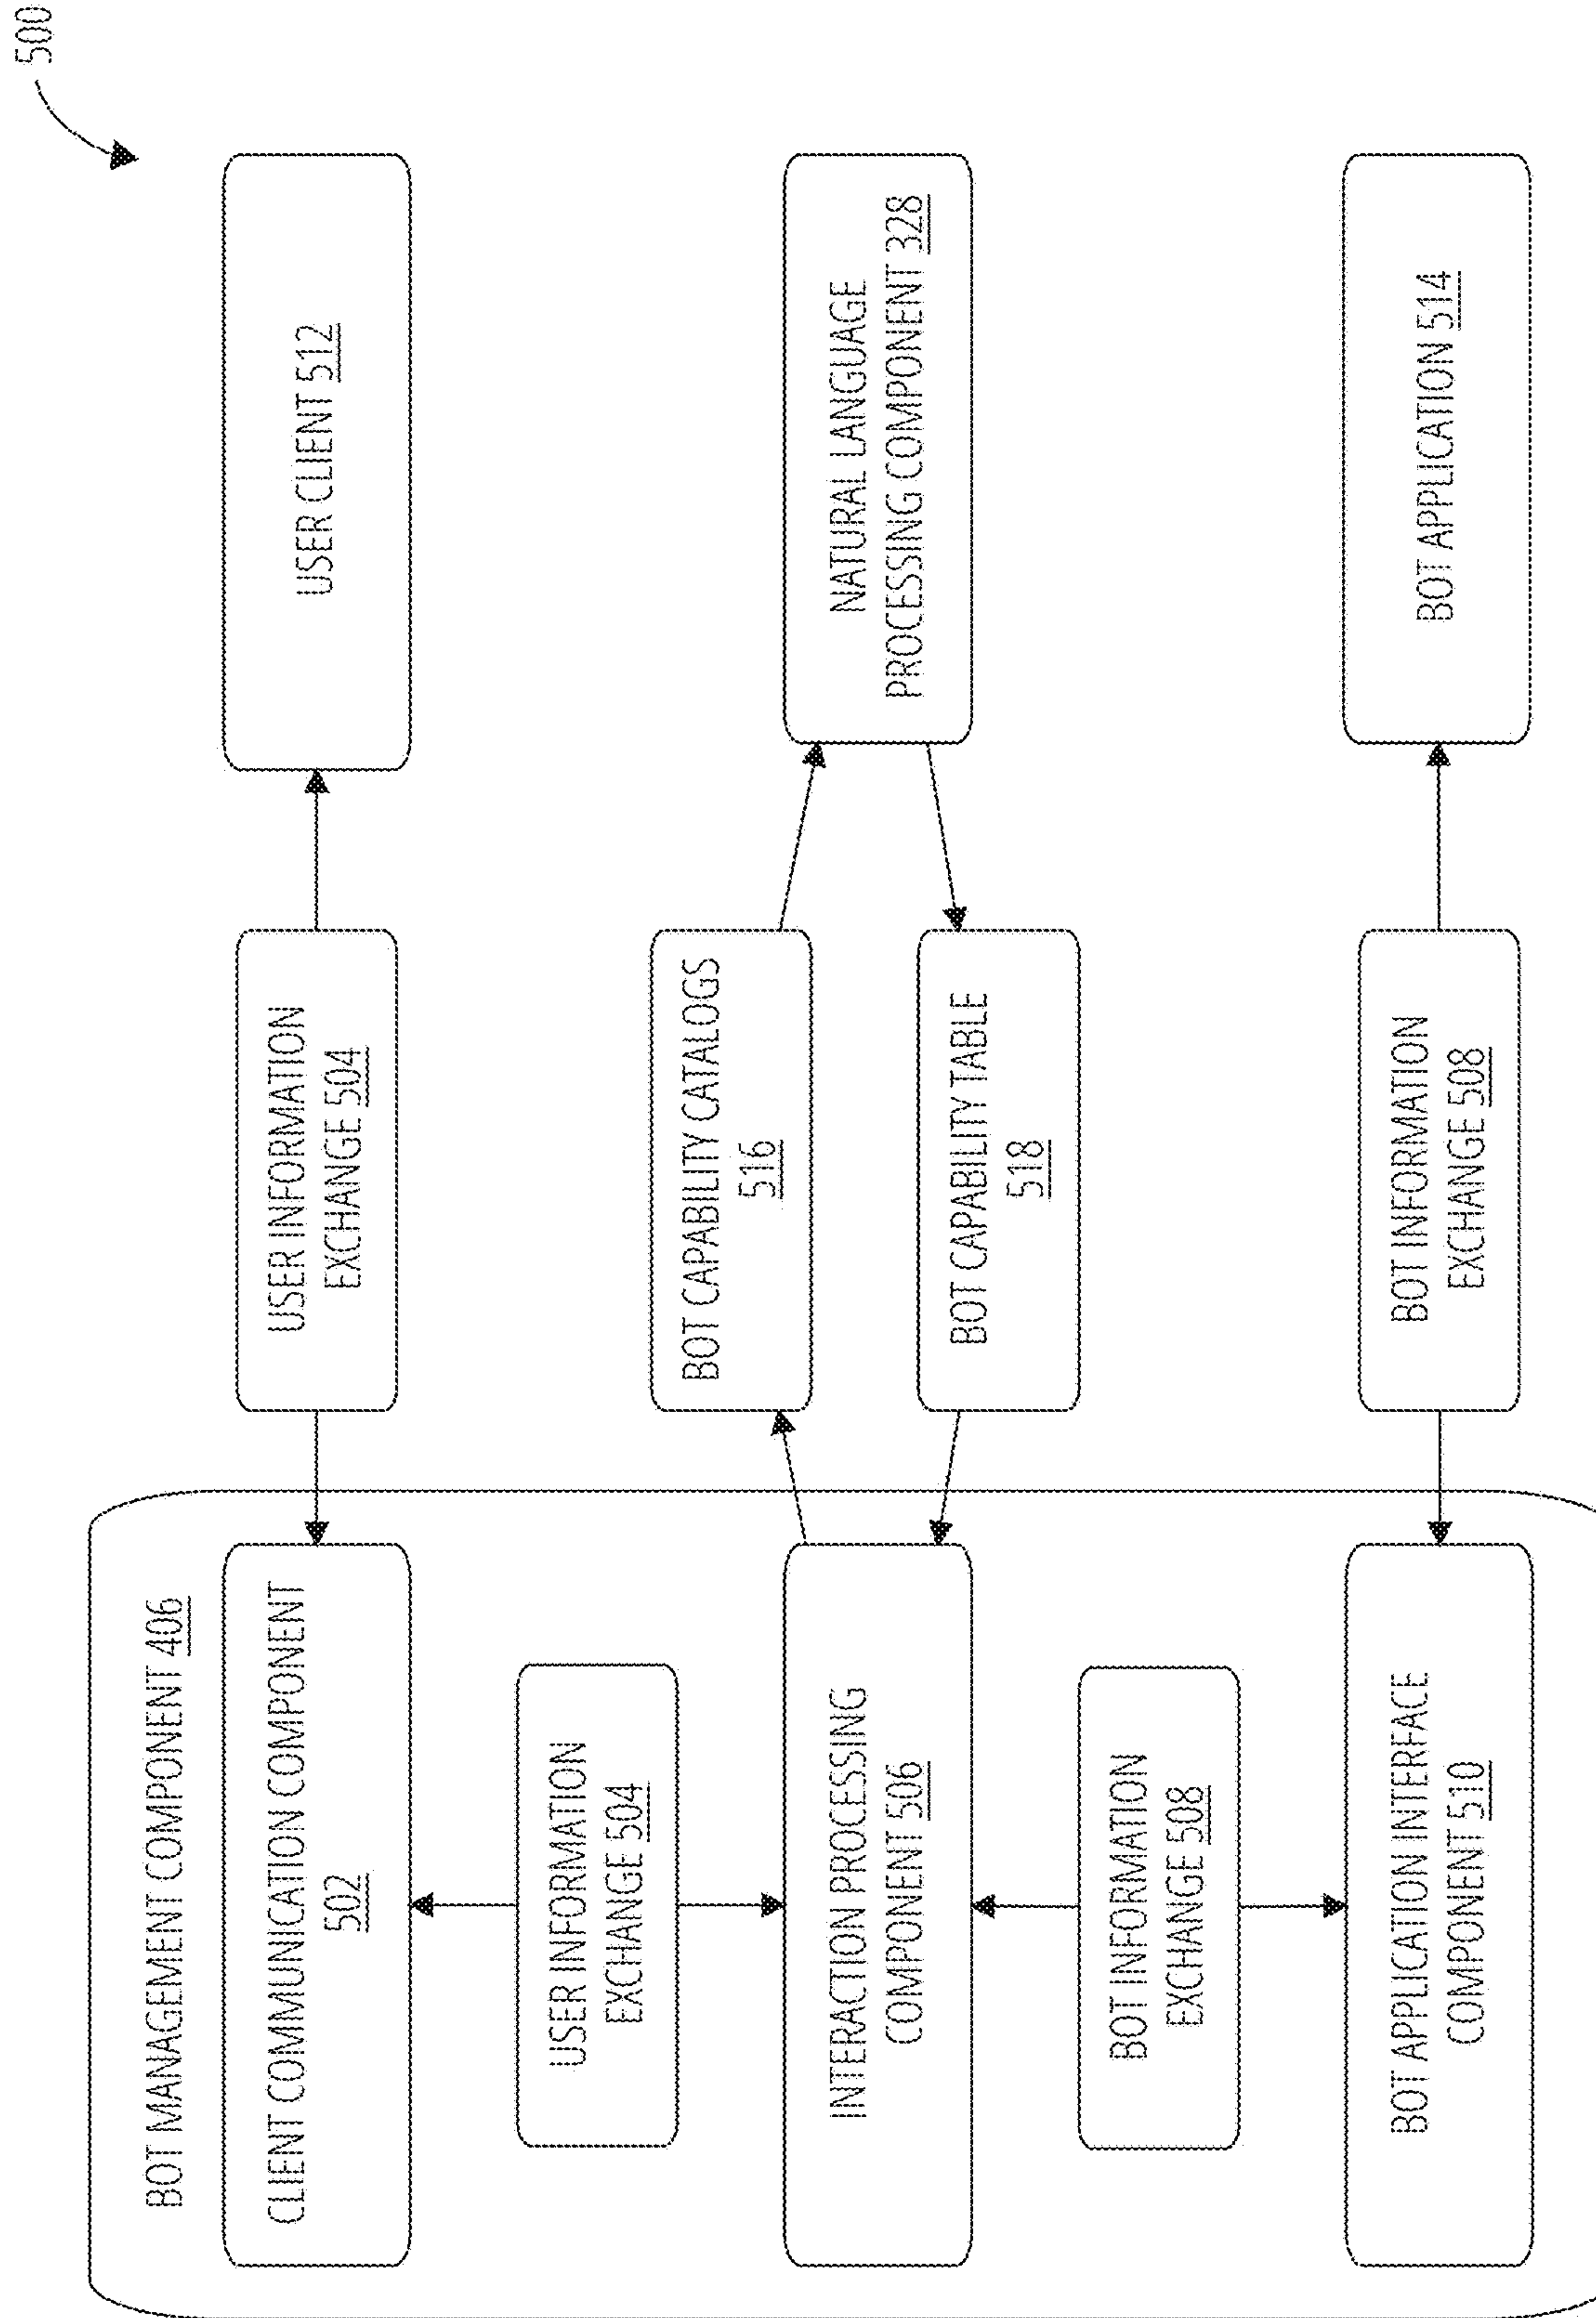 500
BOT MANAGEMENT COMPONENT 406
CLIENT COMMUNICATION COMPONENT
502
USER INFORMATION
EXCHANGE 504
USER CLIENT 512
USER INFORMATION
EXCHANGE 504
BOT CAPABILITY CATALOGS
516
INTERACTION PROCESSING
COMPONENT 506
NATURAL LANGUAGE
PROCESSING COMPONENT 328
BOT CAPABILITY TABLE
518
BOT INFORMATION
EXCHANGE 508
BOT APPLICATION INTERFACE
COMPONENT 510
BOT INFORMATION
EXCHANGE 508
BOT APPLICATION 514